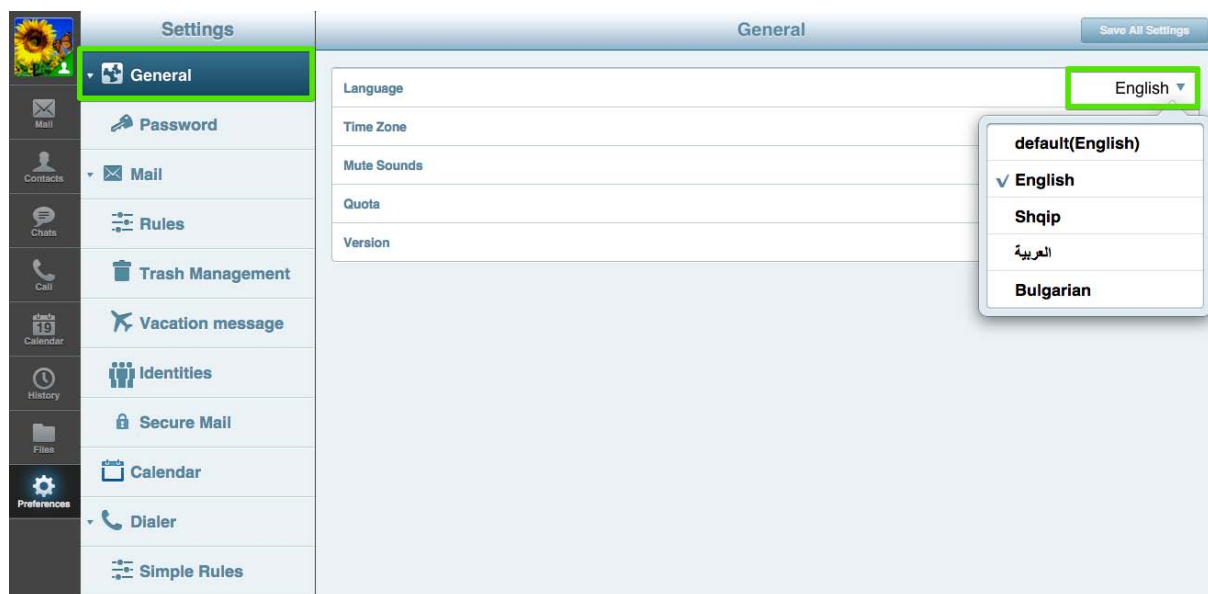 Settings
General
Save All Settings
General
Password
Mail
Rules
Trash Management
Vacation message
Identities
Secure Mail
Calendar
Dialer
Simple Rules
Mail
Contacts
Chats
Call
19
Calendar
History
Files
Preferences
Language
English
Time Zone
Mute Sounds
Quota
Version
default(English)
English
Shqip
العربية
Bulgarian